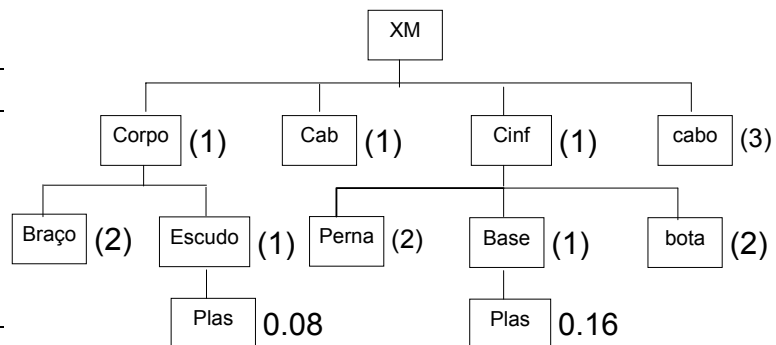 XM
Corpo (1) Cab (1) Cinf (1) cabo (3)
Braço (2) Escudo (1) Perna (2) Base (1) bota (2)
Plas 0.08 Plas 0.16